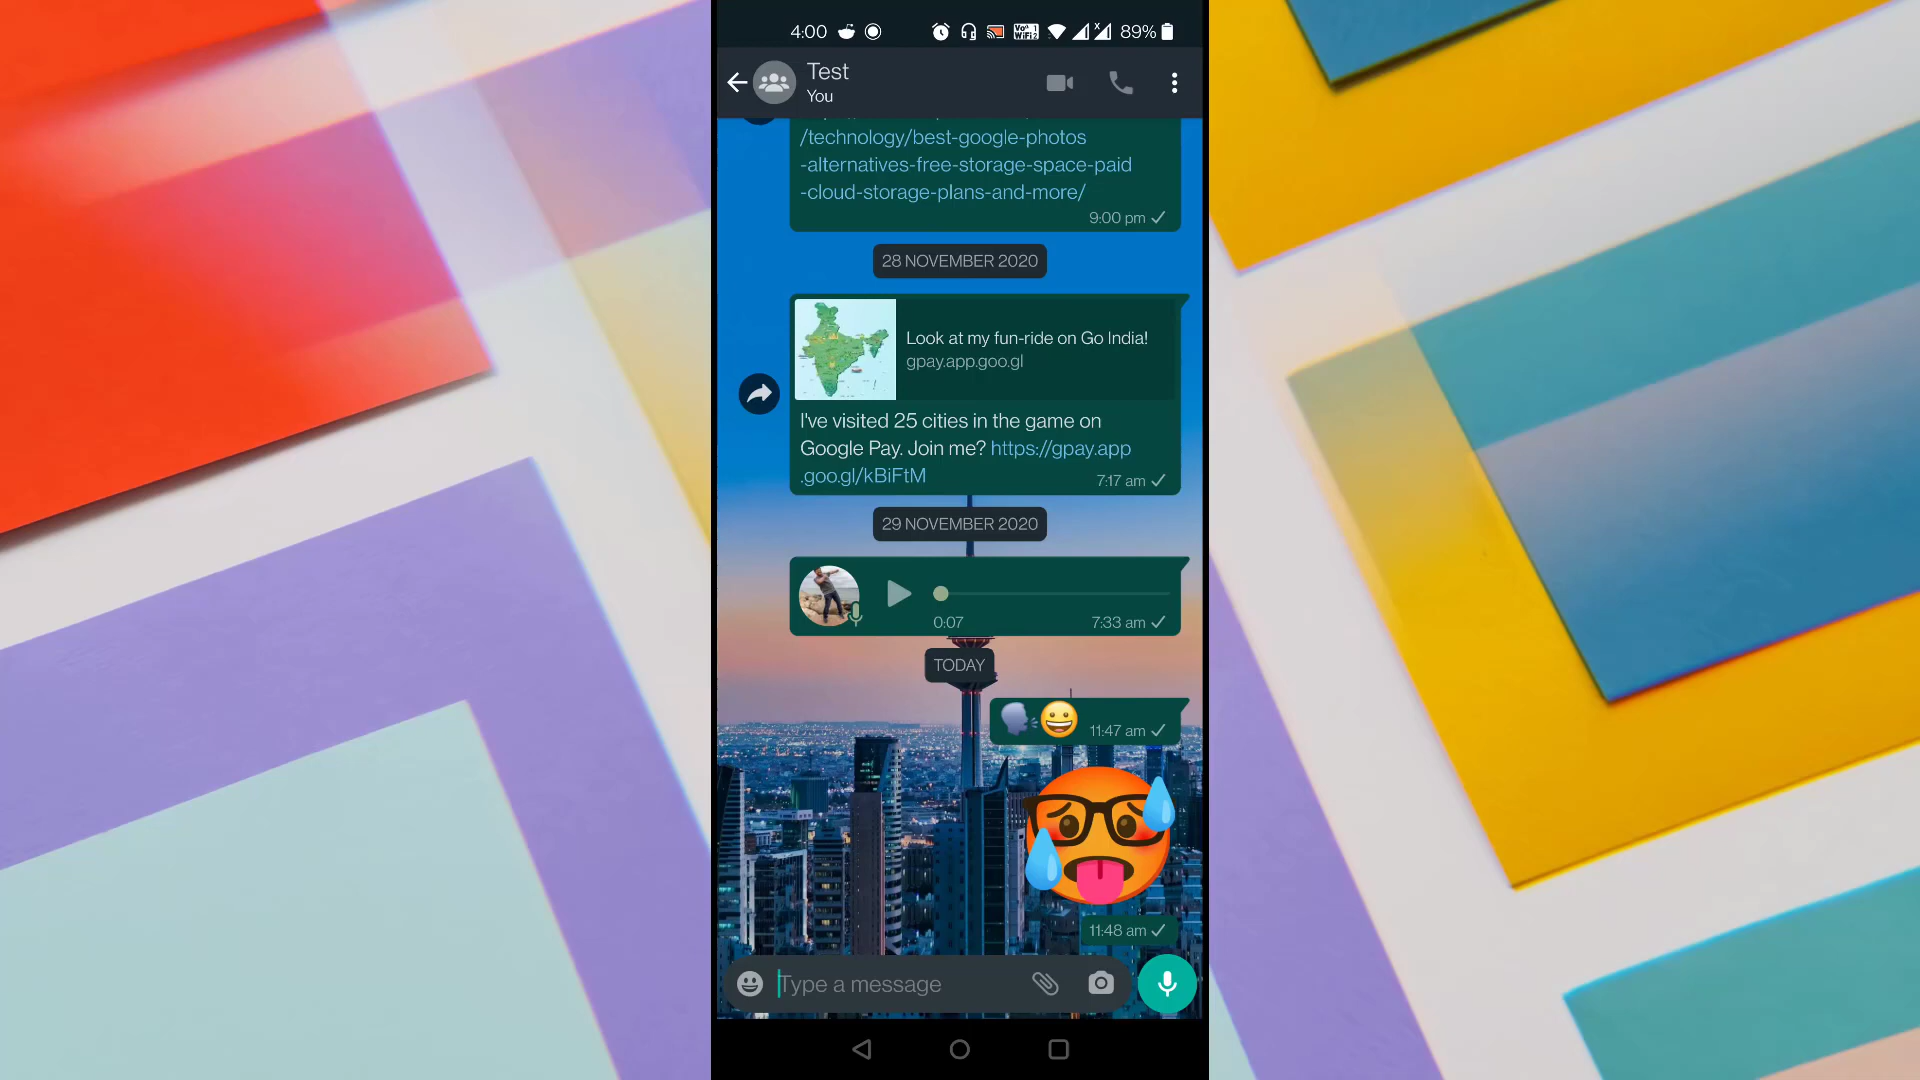 4:00
Vo)) WiFi2
89%
Test
You
/technology/best-google-photos
-alternatives-free-storage-space-paid
-cloud-storage-plans-and-more/
9:00 pm
28 NOVEMBER 2020
Look at my fun-ride on Go India!
gpay.app.goo.gl
I've visited 25 cities in the game on
Google Pay. Join me? https://gpay.app
.goo.gl/kBiFtM
7:17 am
29 NOVEMBER 2020
0:07
7:33 am
TODAY
11:47 am
11:48 am
Type a message